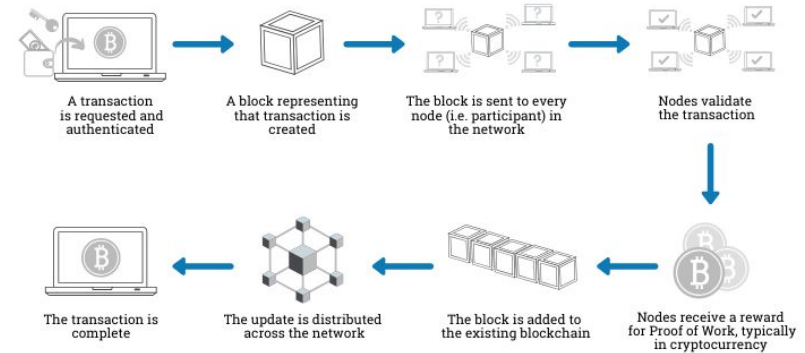 A transaction
is requested and
authenticated
A block representing
that transaction is
created
The block is sent to every
node (i.e. participant) in
the network
Nodes validate
the transaction
Nodes receive a reward
for Proof of Work, typically
in cryptocurrency
The block is added to
the existing blockchain
The update is distributed
across the network
The transaction is
complete